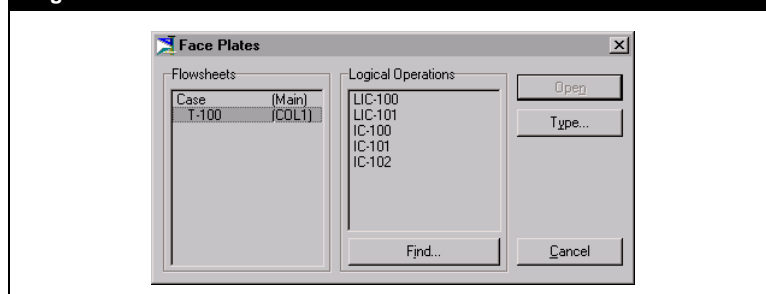 Face Plates
Flowsheets
Case (Main)
T-100 (COL1)
Logical Operations
LIC-100
LIC-101
IC-100
IC-101
IC-102
Find...
Open
Type...
Cancel